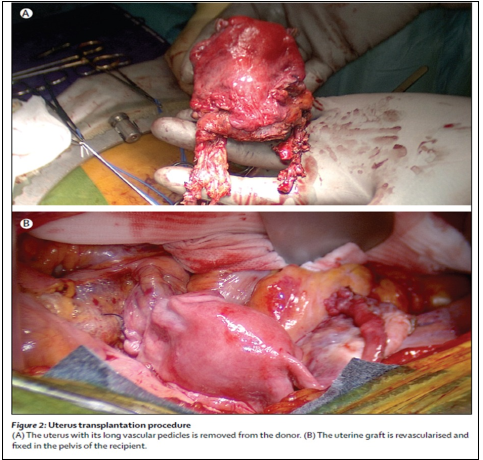 A
B
Figure 2: Uterus transplantation procedure
(A) The uterus with its long vascular pedicles is removed from the donor. (B) The uterine graft is revascularised and
fixed in the pelvis of the recipient.